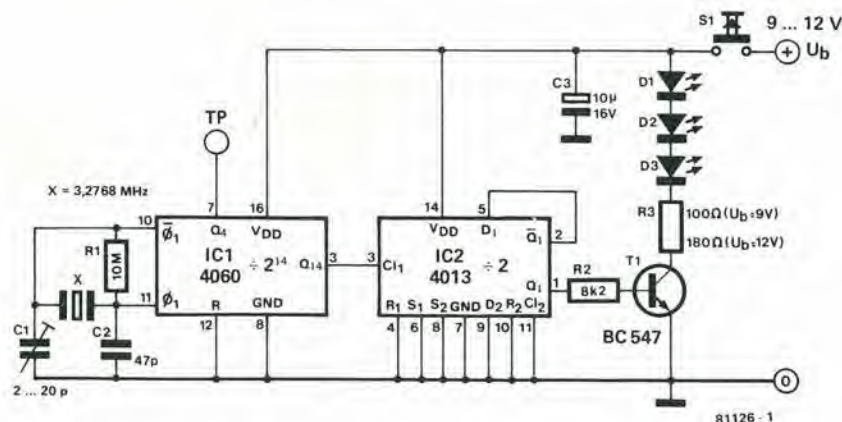 S1
9 ... 12 V
+ Ub
C3
10µ
16V
D1
D2
D3
TP
X = 3,2768 MHz
R3
100Ω (Ub=9V)
180Ω (Ub=12V)
7
16
14
5
10
ϕ̅1
Q4
VDD
VDD
D1
Q̅1
2
R1
10M
IC1
4060 ÷ 2¹⁴
Q14
3
3
Cl1
IC2
4013 ÷ 2
Q1
1
R2
8k2
T1
BC 547
X
11
ϕ1
R
GND
R1 S1 S2 GND D2 R2 Cl2
12
8
4
6
8
7
9
10
11
C1
C2
47p
2 ... 20 p
0
81126 - 1